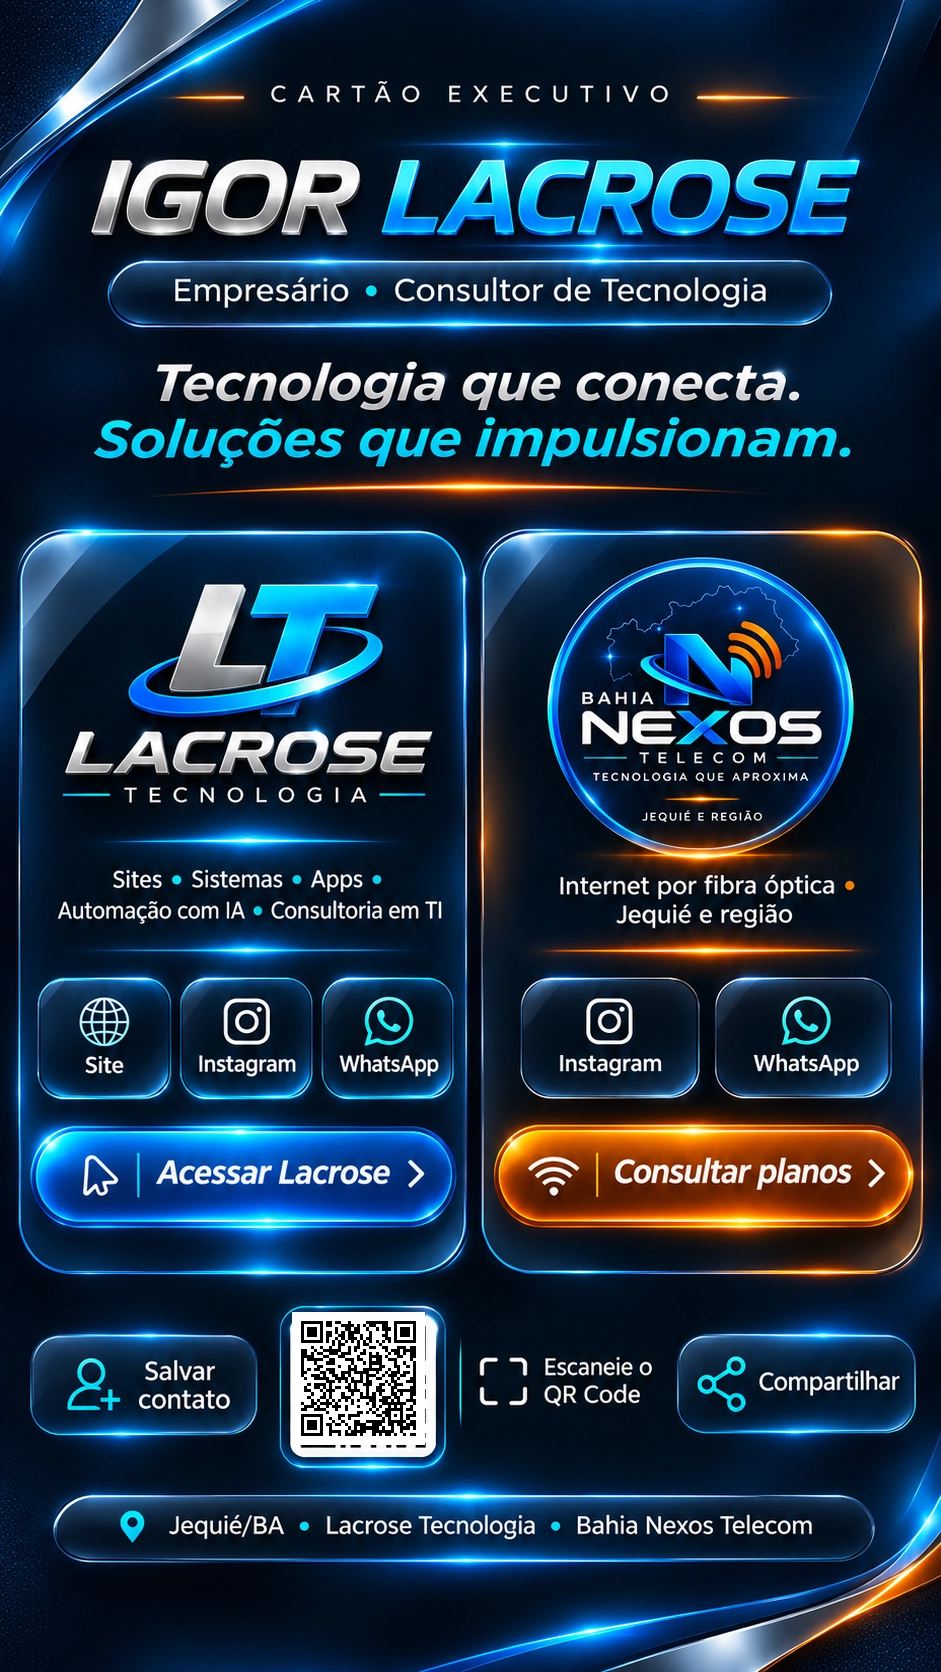 CARTÃO EXECUTIVO
IGOR LACROSE
Empresário • Consultor de Tecnologia
Tecnologia que conecta.
Soluções que impulsionam.
LT
LACROSE
TECNOLOGIA
Sites • Sistemas • Apps •
Automação com IA • Consultoria em TI
Site
Instagram
WhatsApp
Acessar Lacrose
N
BAHIA
NEXOS
TELECOM
TECNOLOGIA QUE APROXIMA
JEQUIÉ E REGIÃO
Internet por fibra óptica •
Jequié e região
Instagram
WhatsApp
Consultar planos
Salvar
contato
Escaneie o
QR Code
Compartilhar
Jequié/BA • Lacrose Tecnologia • Bahia Nexos Telecom